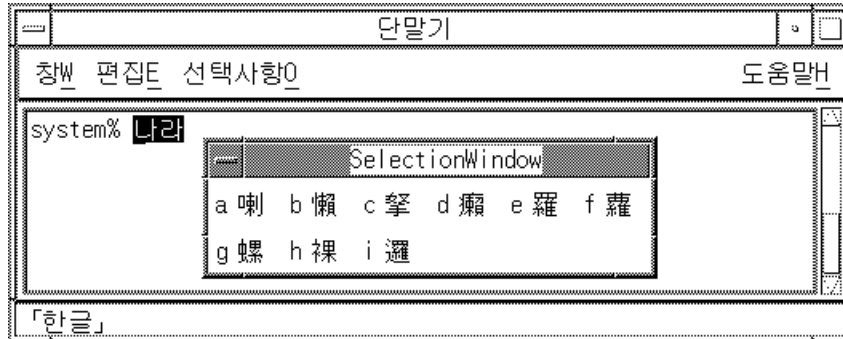 단말기
창W 편집E 선택사항O 도움말H
system% 나라
SelectionWindow
a 喇 b 懶 c 拏 d 癩 e 羅 f 蘿
g 螺 h 裸 i 邏
「한글」